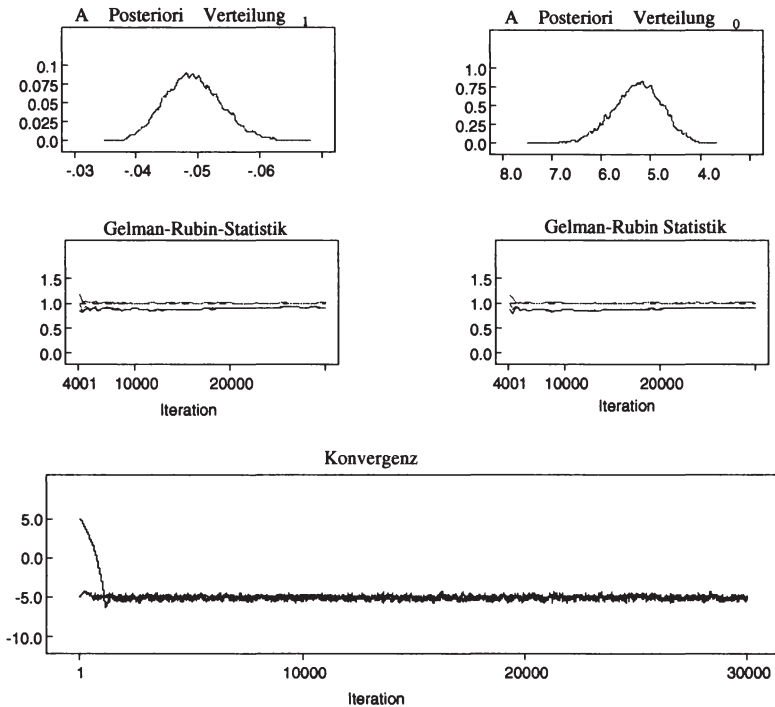 A Posteriori Verteilung 1
0.1
0.075
0.05
0.025
0.0
-.03 -.04 -.05 -.06
A Posteriori Verteilung 0
1.0
0.75
0.5
0.25
0.0
8.0 7.0 6.0 5.0 4.0
Gelman-Rubin-Statistik
1.5
1.0
0.5
0.0
4001 10000 20000
Iteration
Gelman-Rubin Statistik
1.5
1.0
0.5
0.0
4001 10000 20000
Iteration
Konvergenz
5.0
0.0
-5.0
-10.0
1 10000 20000 30000
Iteration